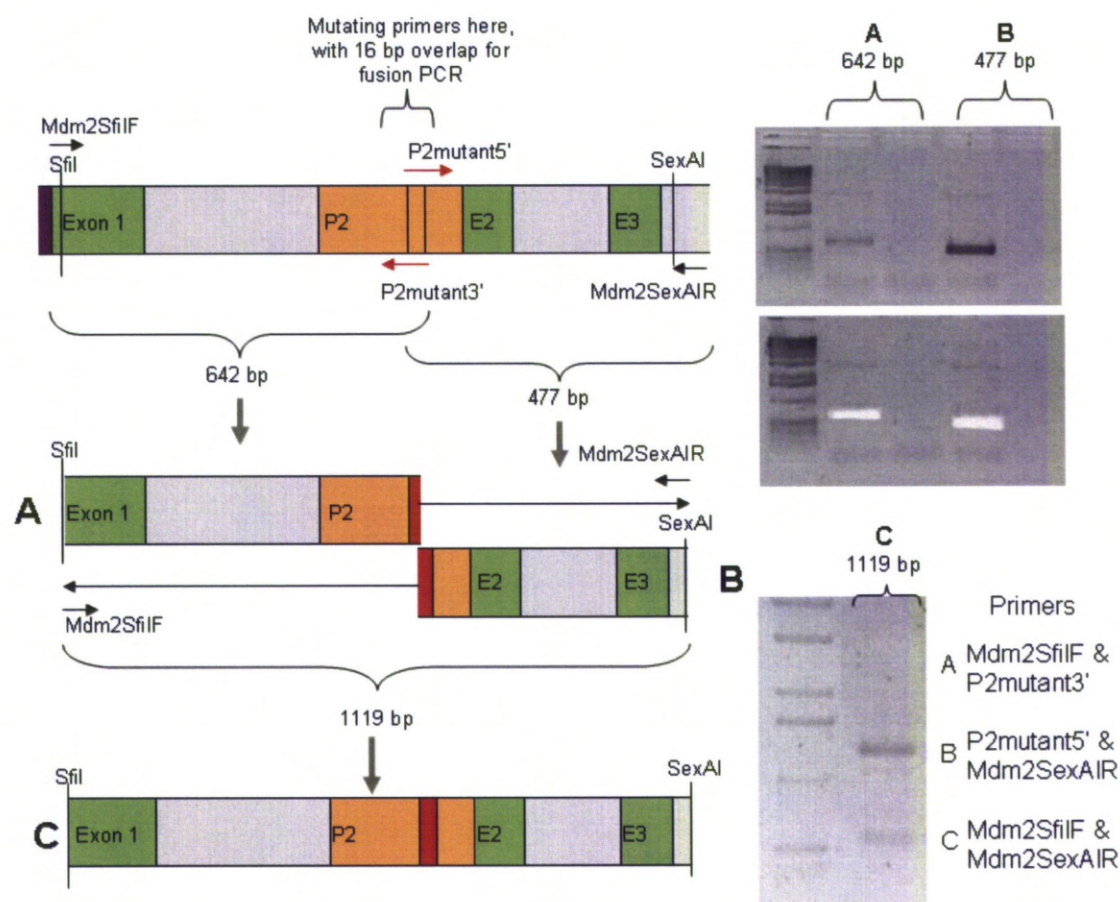 Mutating primers here,
with 16 bp overlap for
fusion PCR
Mdm2SfiIF
SfiI
P2mutant5'
SexAI
Exon 1
P2
E2
E3
P2mutant3'
Mdm2SexAIR
642 bp
477 bp
A
642 bp
B
477 bp
SfiI
Mdm2SexAIR
A
Exon 1
P2
SexAI
E2
E3
Mdm2SfiIF
1119 bp
SfiI
SexAI
C
Exon 1
P2
E2
E3
B
C
1119 bp
Primers
A Mdm2SfiIF &
P2mutant3'
B P2mutant5' &
Mdm2SexAIR
C Mdm2SfiIF &
Mdm2SexAIR